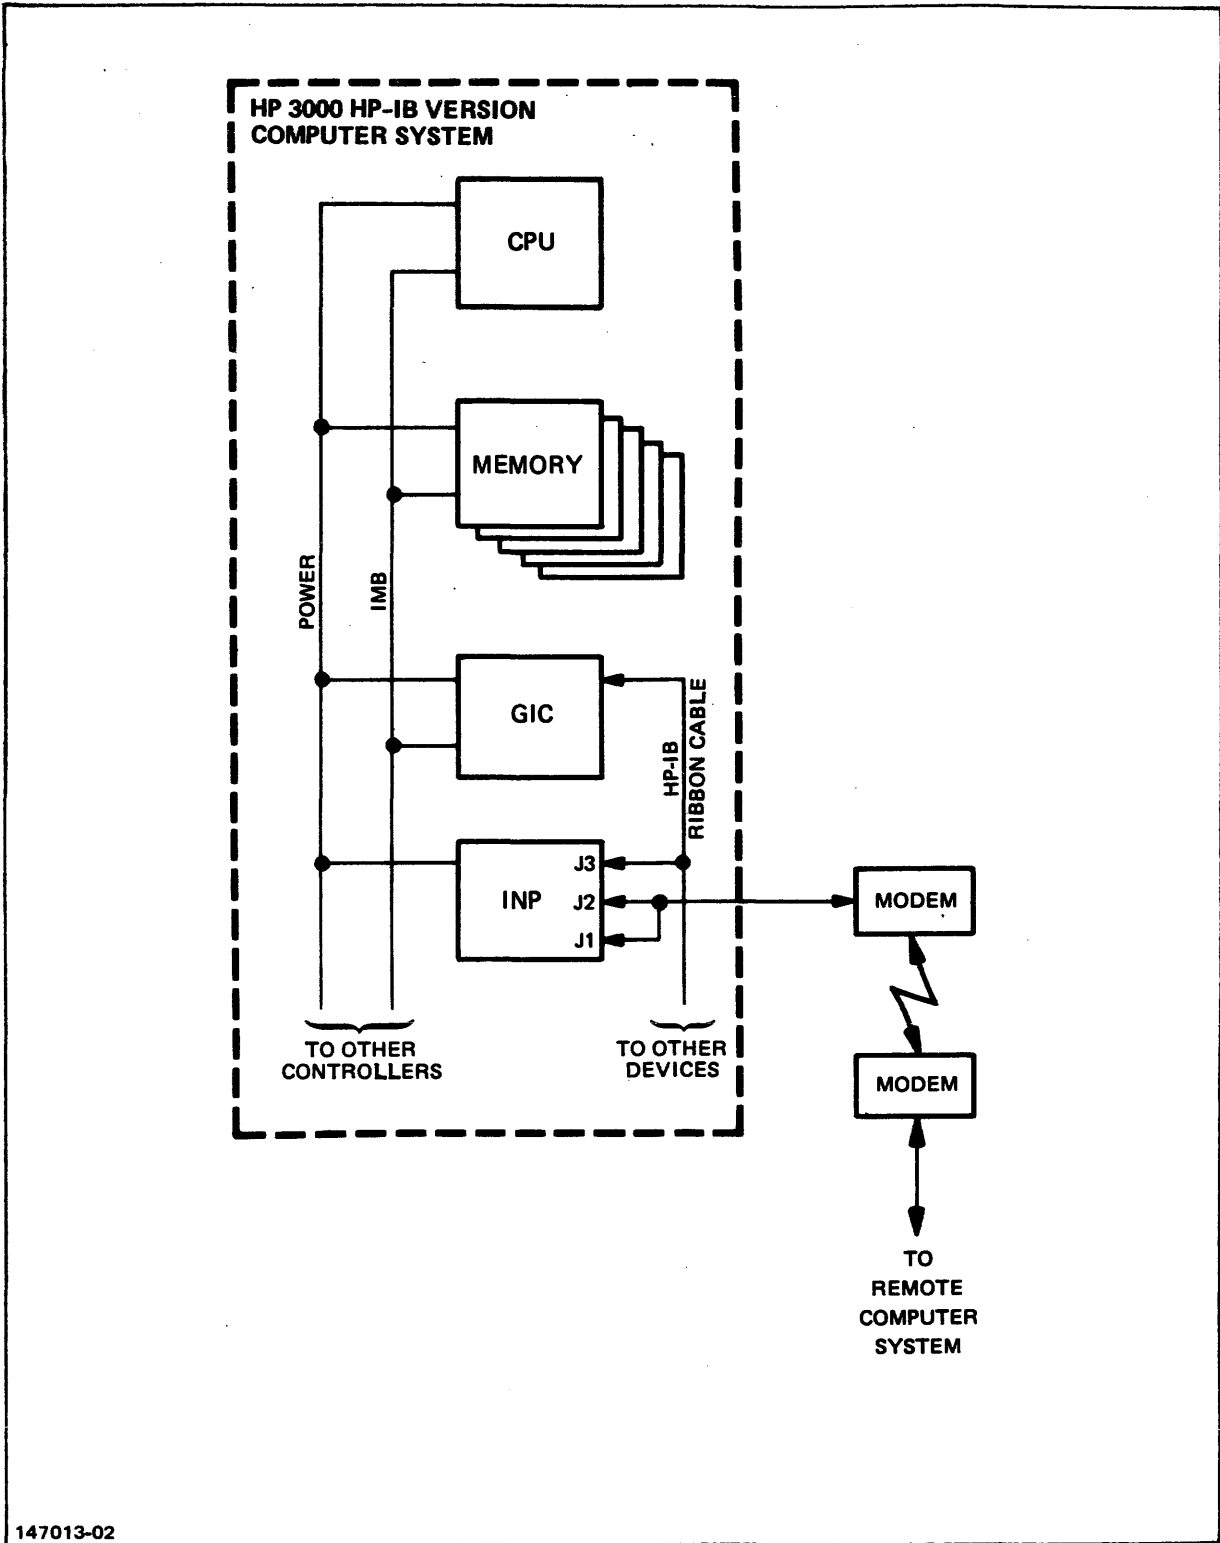 HP 3000 HP-IB VERSION
COMPUTER SYSTEM
CPU
MEMORY
POWER
IMB
GIC
HP-IB
RIBBON CABLE
INP
J3
J2
J1
MODEM
TO OTHER
CONTROLLERS
TO OTHER
DEVICES
MODEM
TO
REMOTE
COMPUTER
SYSTEM
147013-02